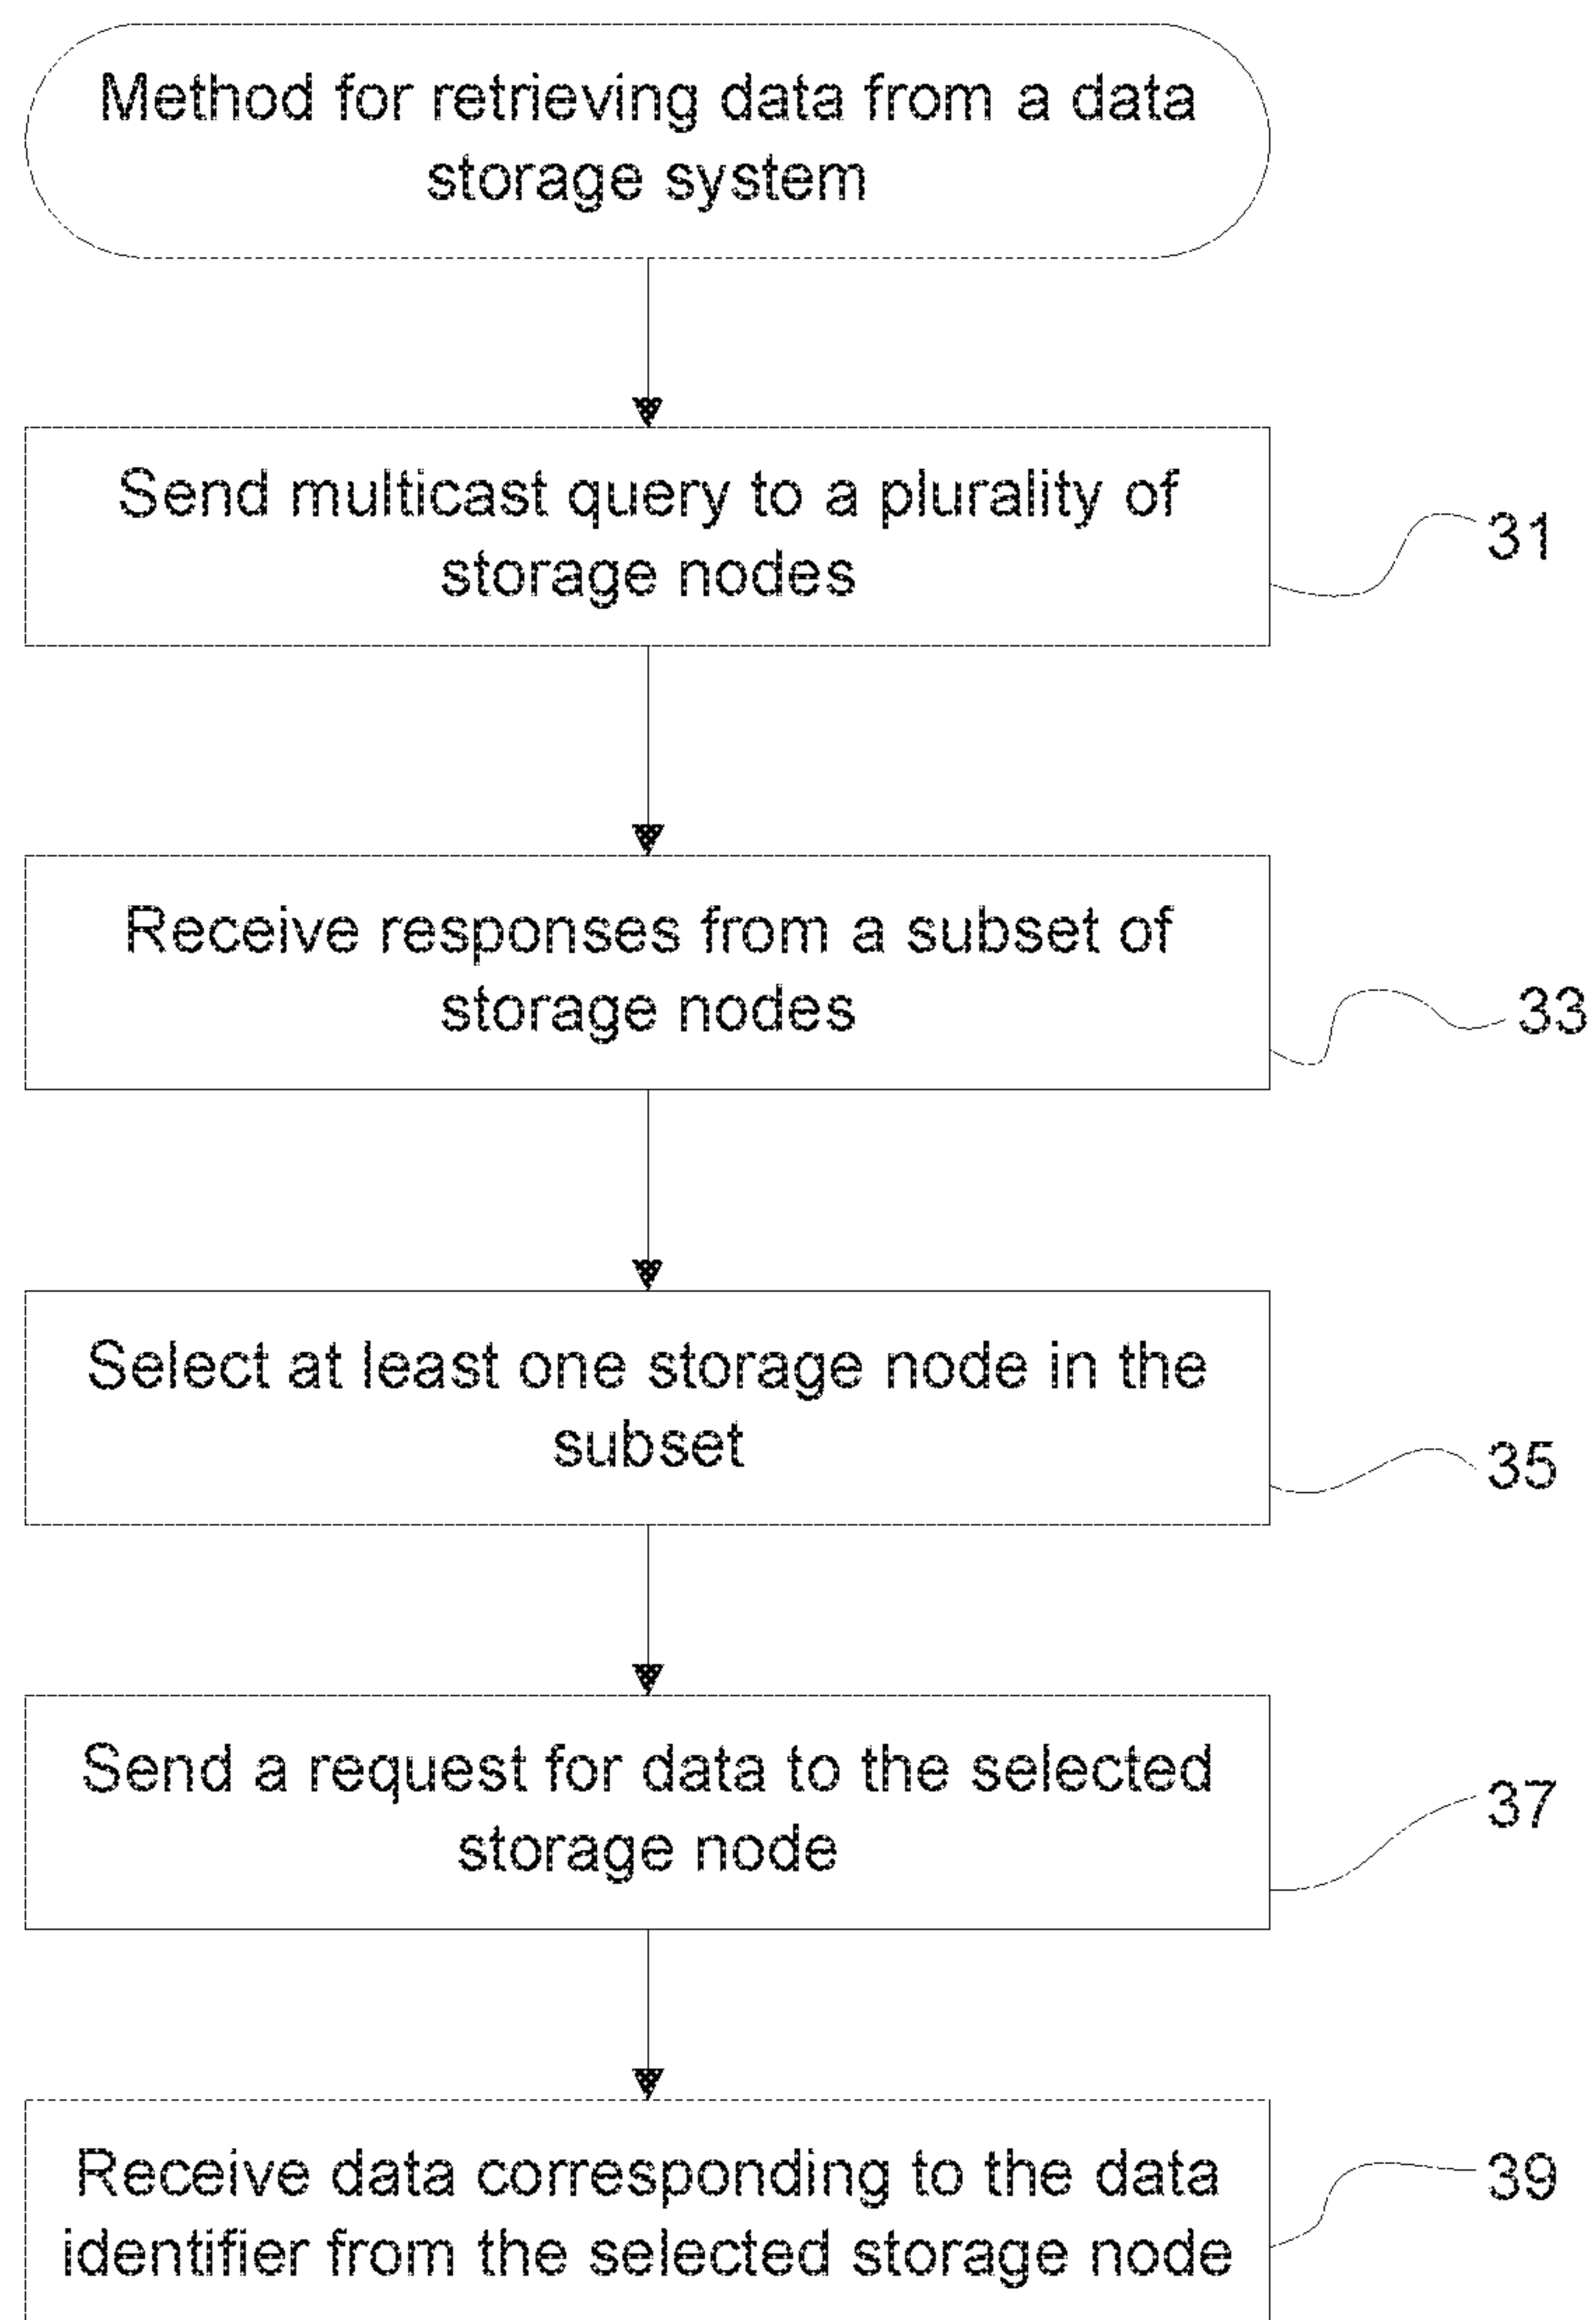 Method for retrieving data from a data
storage system
Send multicast query to a plurality of
storage nodes
31
Receive responses from a subset of
storage nodes
33
Select at least one storage node in the
subset
35
Send a request for data to the selected
storage node
37
Receive data corresponding to the data
identifier from the selected storage node
39